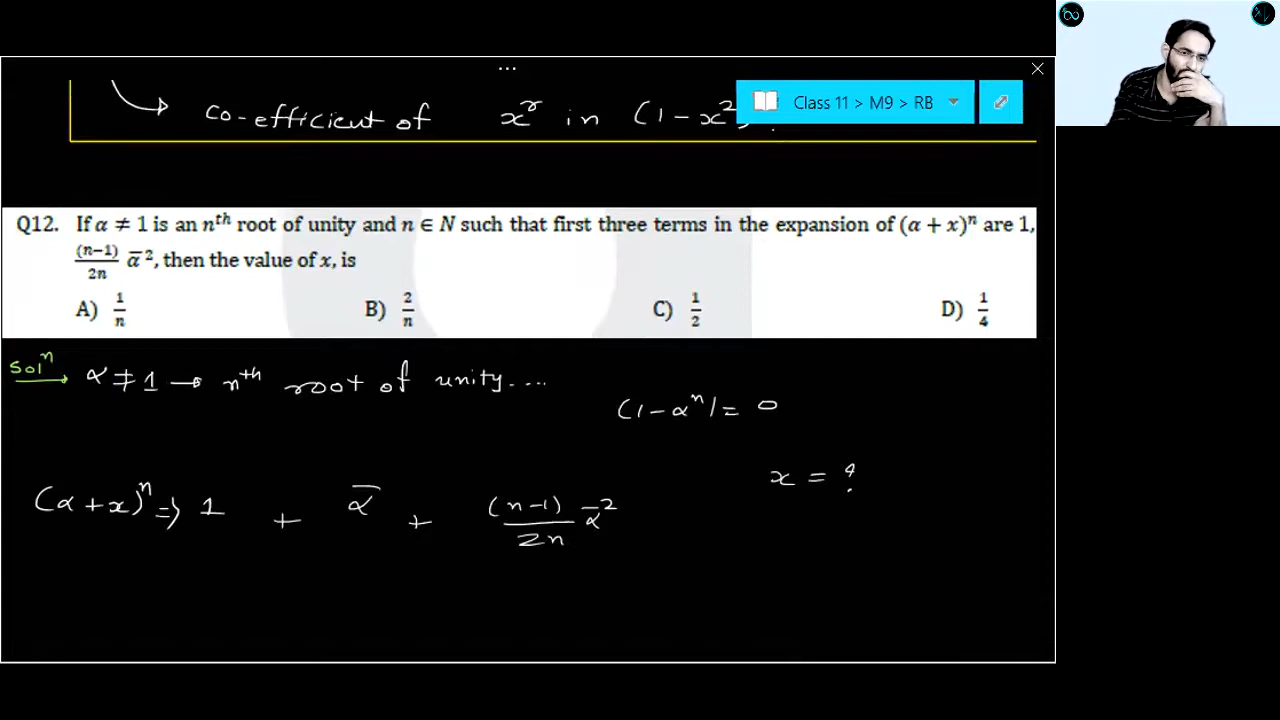 ...
Class 11 > M9 > RB
co-efficient of x^r in (1 - x^2
Q12. If α ≠ 1 is an n^th root of unity and n ∈ N such that first three terms in the expansion of (α + x)^n are 1,
(n−1)/2n ᾱ^2, then the value of x, is
A) 1/n B) 2/n C) 1/2 D) 1/4
Sol^n α ≠ 1 → n^th root of unity....
(1 - α^n) = 0
x = ?
(α + x)^n ⇒ 1 + ᾱ + (n-1)/2n ᾱ^2